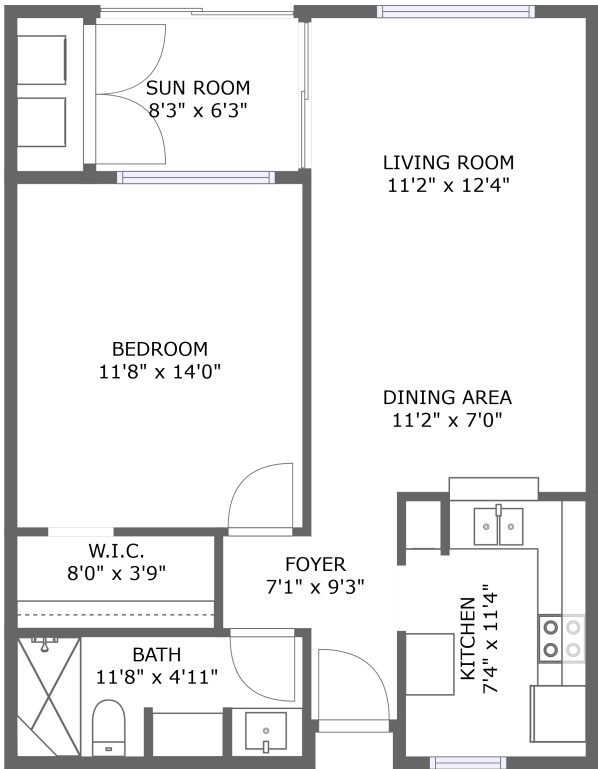 SUN ROOM
8'3" x 6'3"
LIVING ROOM
11'2" x 12'4"
BEDROOM
11'8" x 14'0"
DINING AREA
11'2" x 7'0"
W.I.C.
8'0" x 3'9"
FOYER
7'1" x 9'3"
KITCHEN
7'4" x 11'4"
BATH
11'8" x 4'11"